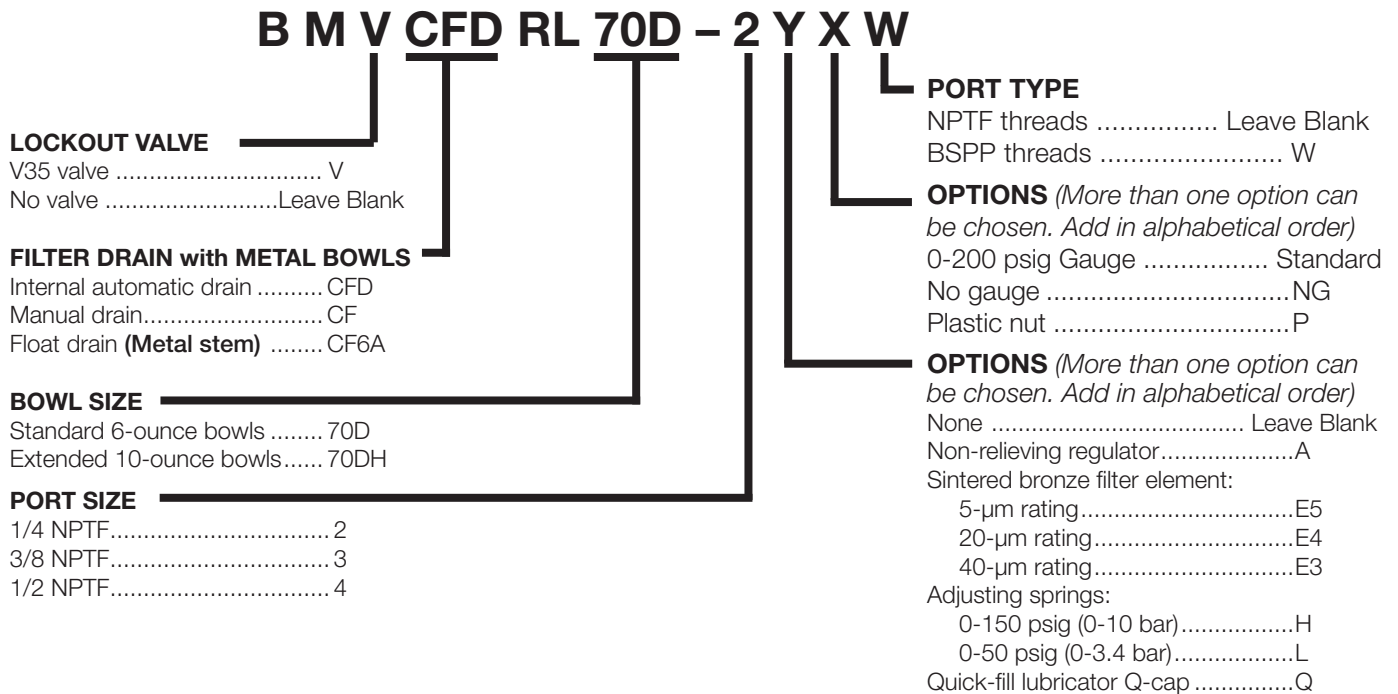 B M V CFD RL 70D – 2 Y X W
LOCKOUT VALVE
V35 valve .............................. V
No valve ..........................Leave Blank
FILTER DRAIN with METAL BOWLS
Internal automatic drain .......... CFD
Manual drain.......................... CF
Float drain (Metal stem) ........ CF6A
BOWL SIZE
Standard 6-ounce bowls ........ 70D
Extended 10-ounce bowls...... 70DH
PORT SIZE
1/4 NPTF................................ 2
3/8 NPTF................................ 3
1/2 NPTF................................ 4
PORT TYPE
NPTF threads ................ Leave Blank
BSPP threads ........................ W
OPTIONS (More than one option can
be chosen. Add in alphabetical order)
0-200 psig Gauge ................. Standard
No gauge .................................NG
Plastic nut ................................P
OPTIONS (More than one option can
be chosen. Add in alphabetical order)
None ..................................... Leave Blank
Non-relieving regulator....................A
Sintered bronze filter element:
5-µm rating...............................E5
20-µm rating.............................E4
40-µm rating.............................E3
Adjusting springs:
0-150 psig (0-10 bar).................H
0-50 psig (0-3.4 bar)..................L
Quick-fill lubricator Q-cap ...............Q